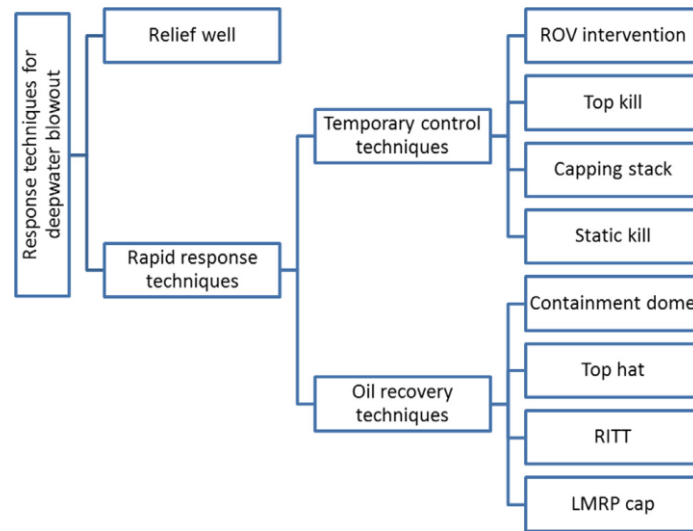 Response techniques for
deepwater blowout
Relief well
Rapid response
techniques
Temporary control
techniques
Oil recovery
techniques
ROV intervention
Top kill
Capping stack
Static kill
Containment dome
Top hat
RITT
LMRP cap